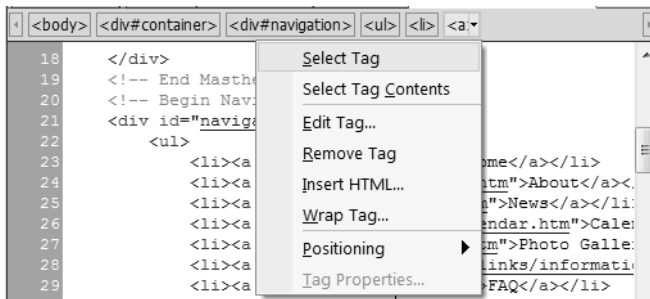 <body> <div#container> <div#navigation> <ul> <li> <a
18 </div>
19 <!-- End Masthe
20 <!-- Begin Navi
21 <div id="naviga
22 <ul>
23 <li><a ome</a></li>
24 <li><a htm">About</a><
25 <li><a m">News</a></li
26 <li><a endar.htm">Cale
27 <li><a tm">Photo Galle
28 <li><a links/informati
29 <li><a >FAQ</a></li>
Select Tag
Select Tag Contents
Edit Tag...
Remove Tag
Insert HTML...
Wrap Tag...
Positioning
Tag Properties...